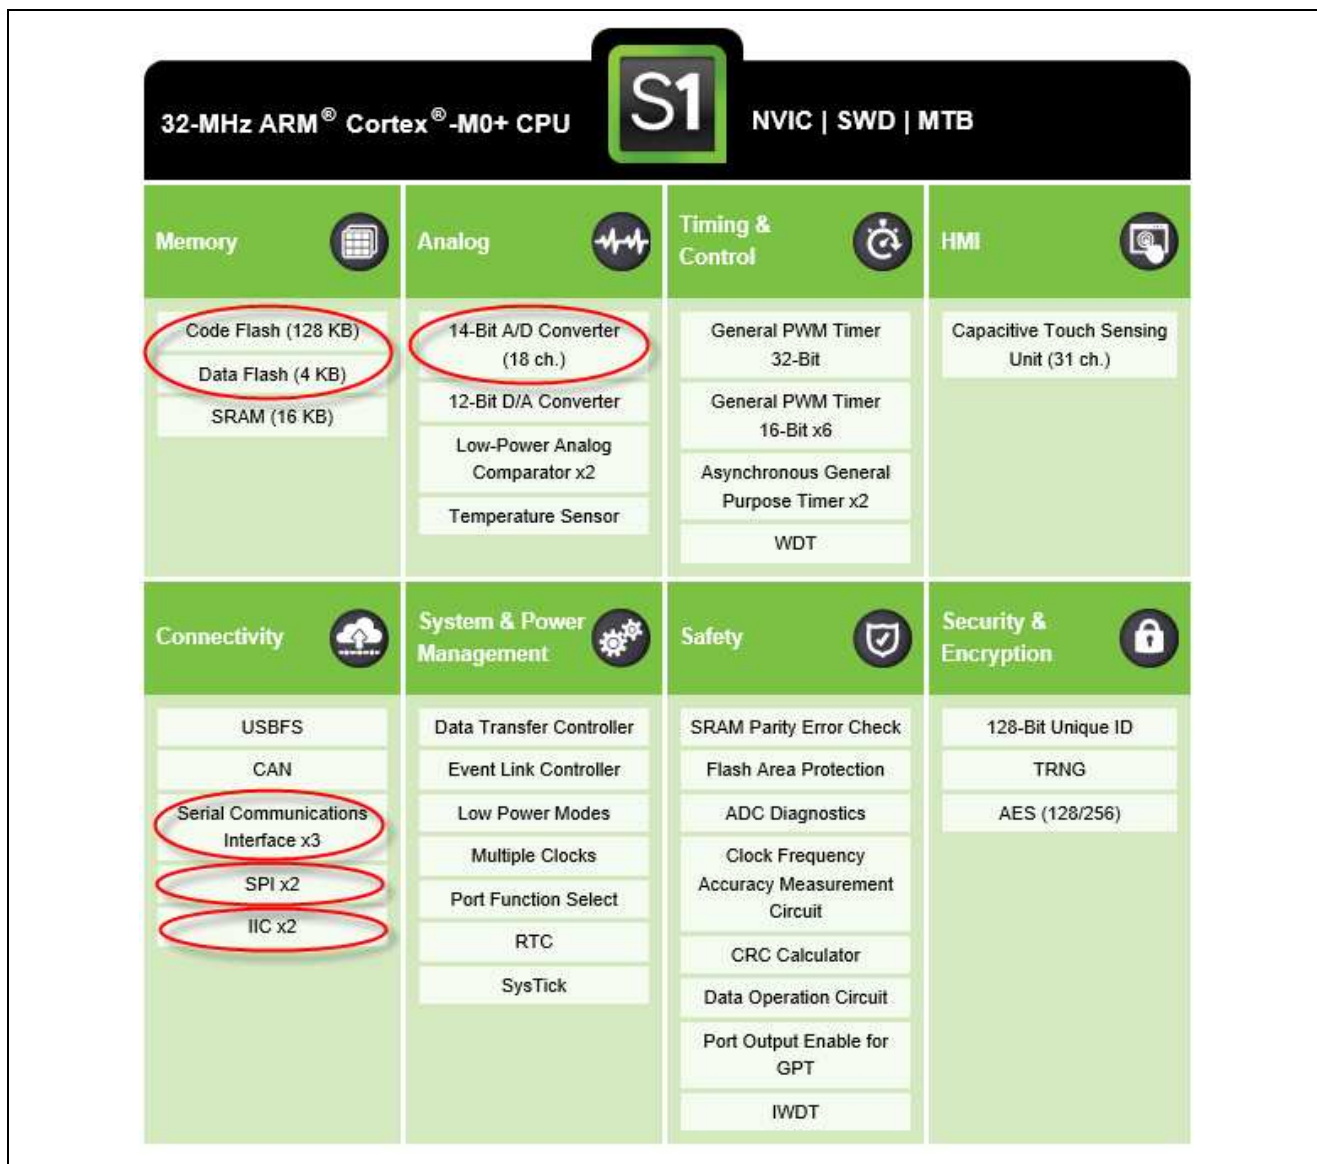 32-MHz ARM® Cortex®-M0+ CPU
S1
NVIC | SWD | MTB
Memory
Code Flash (128 KB)
Data Flash (4 KB)
SRAM (16 KB)
Analog
14-Bit A/D Converter
(18 ch.)
12-Bit D/A Converter
Low-Power Analog
Comparator x2
Temperature Sensor
Timing &
Control
General PWM Timer
32-Bit
General PWM Timer
16-Bit x6
Asynchronous General
Purpose Timer x2
WDT
HMI
Capacitive Touch Sensing
Unit (31 ch.)
Connectivity
USBFS
CAN
Serial Communications
Interface x3
SPI x2
IIC x2
System & Power
Management
Data Transfer Controller
Event Link Controller
Low Power Modes
Multiple Clocks
Port Function Select
RTC
SysTick
Safety
SRAM Parity Error Check
Flash Area Protection
ADC Diagnostics
Clock Frequency
Accuracy Measurement
Circuit
CRC Calculator
Data Operation Circuit
Port Output Enable for
GPT
IWDT
Security &
Encryption
128-Bit Unique ID
TRNG
AES (128/256)